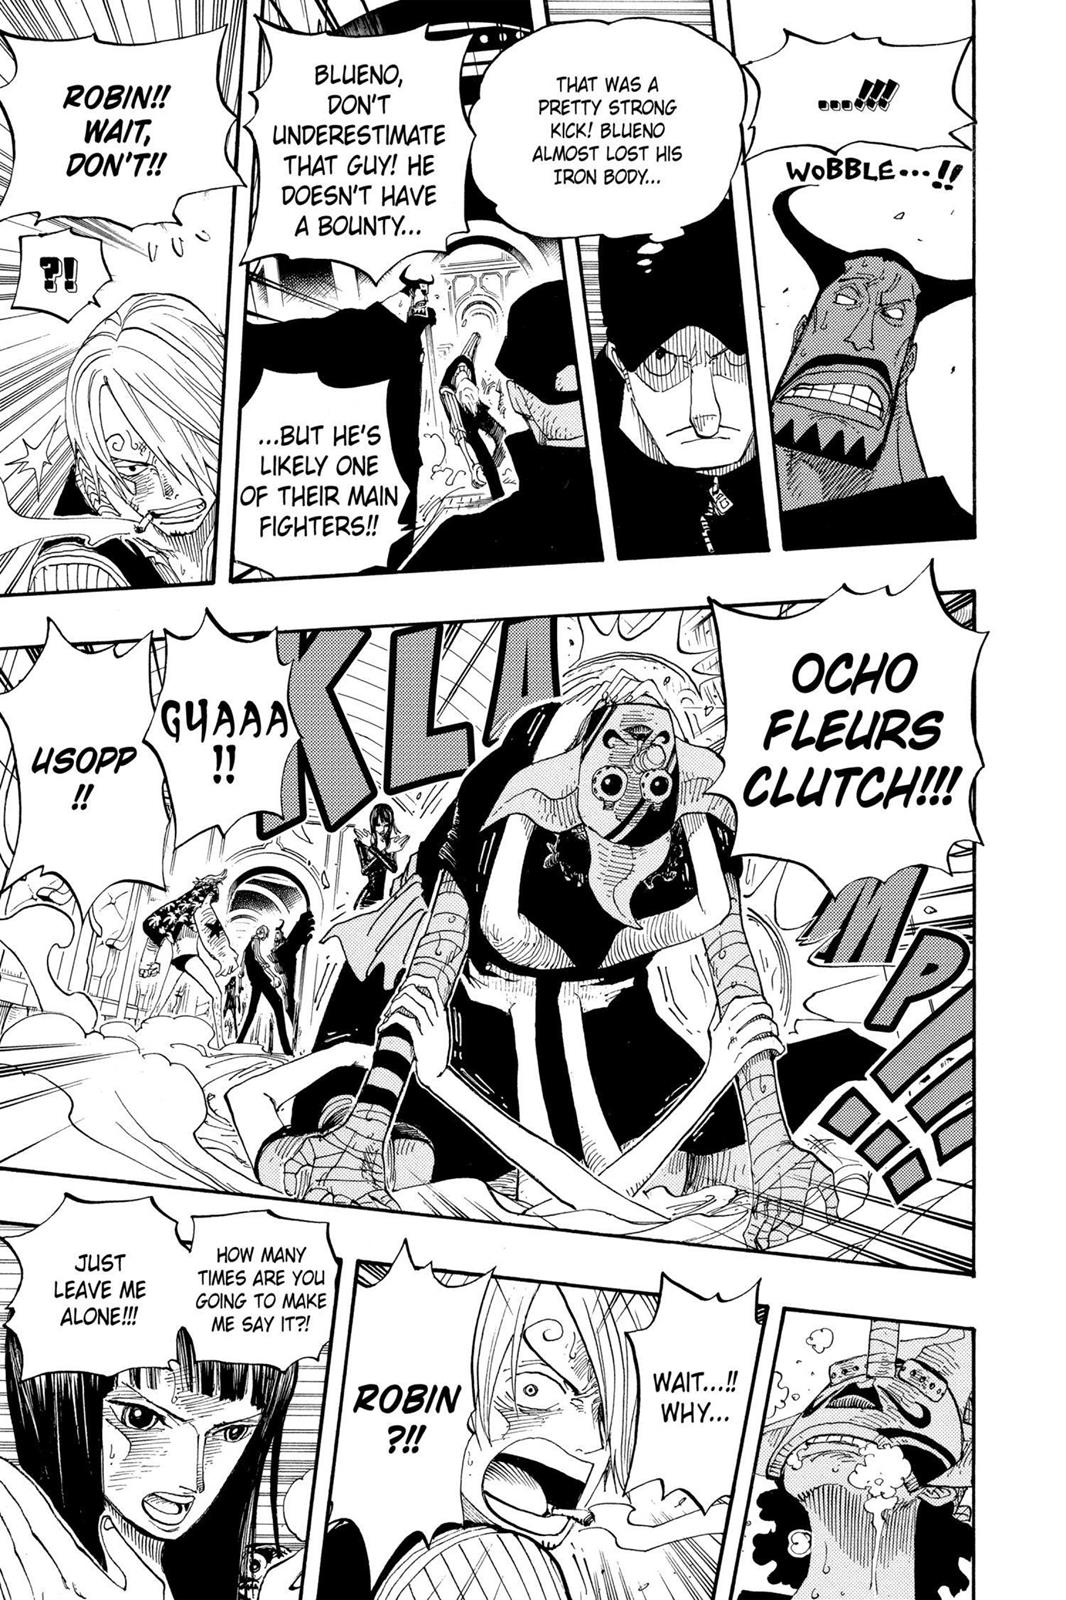 ....!!!
WOBBLE...!!
THAT WAS A
PRETTY STRONG
KICK! BLUENO
ALMOST LOST HIS
IRON BODY...
BLUENO,
DON'T
UNDERESTIMATE
THAT GUY! HE
DOESN'T HAVE
A BOUNTY...
...BUT HE'S
LIKELY ONE
OF THEIR MAIN
FIGHTERS!!
ROBIN!!
WAIT,
DON'T!!
?!
OCHO
FLEURS
CLUTCH!!!
KLA
MP!!!
GYAAA
!!
USOPP
!!
WAIT...!!
WHY...
ROBIN
?!!
HOW MANY
TIMES ARE YOU
GOING TO MAKE
ME SAY IT?!
JUST
LEAVE ME
ALONE!!!